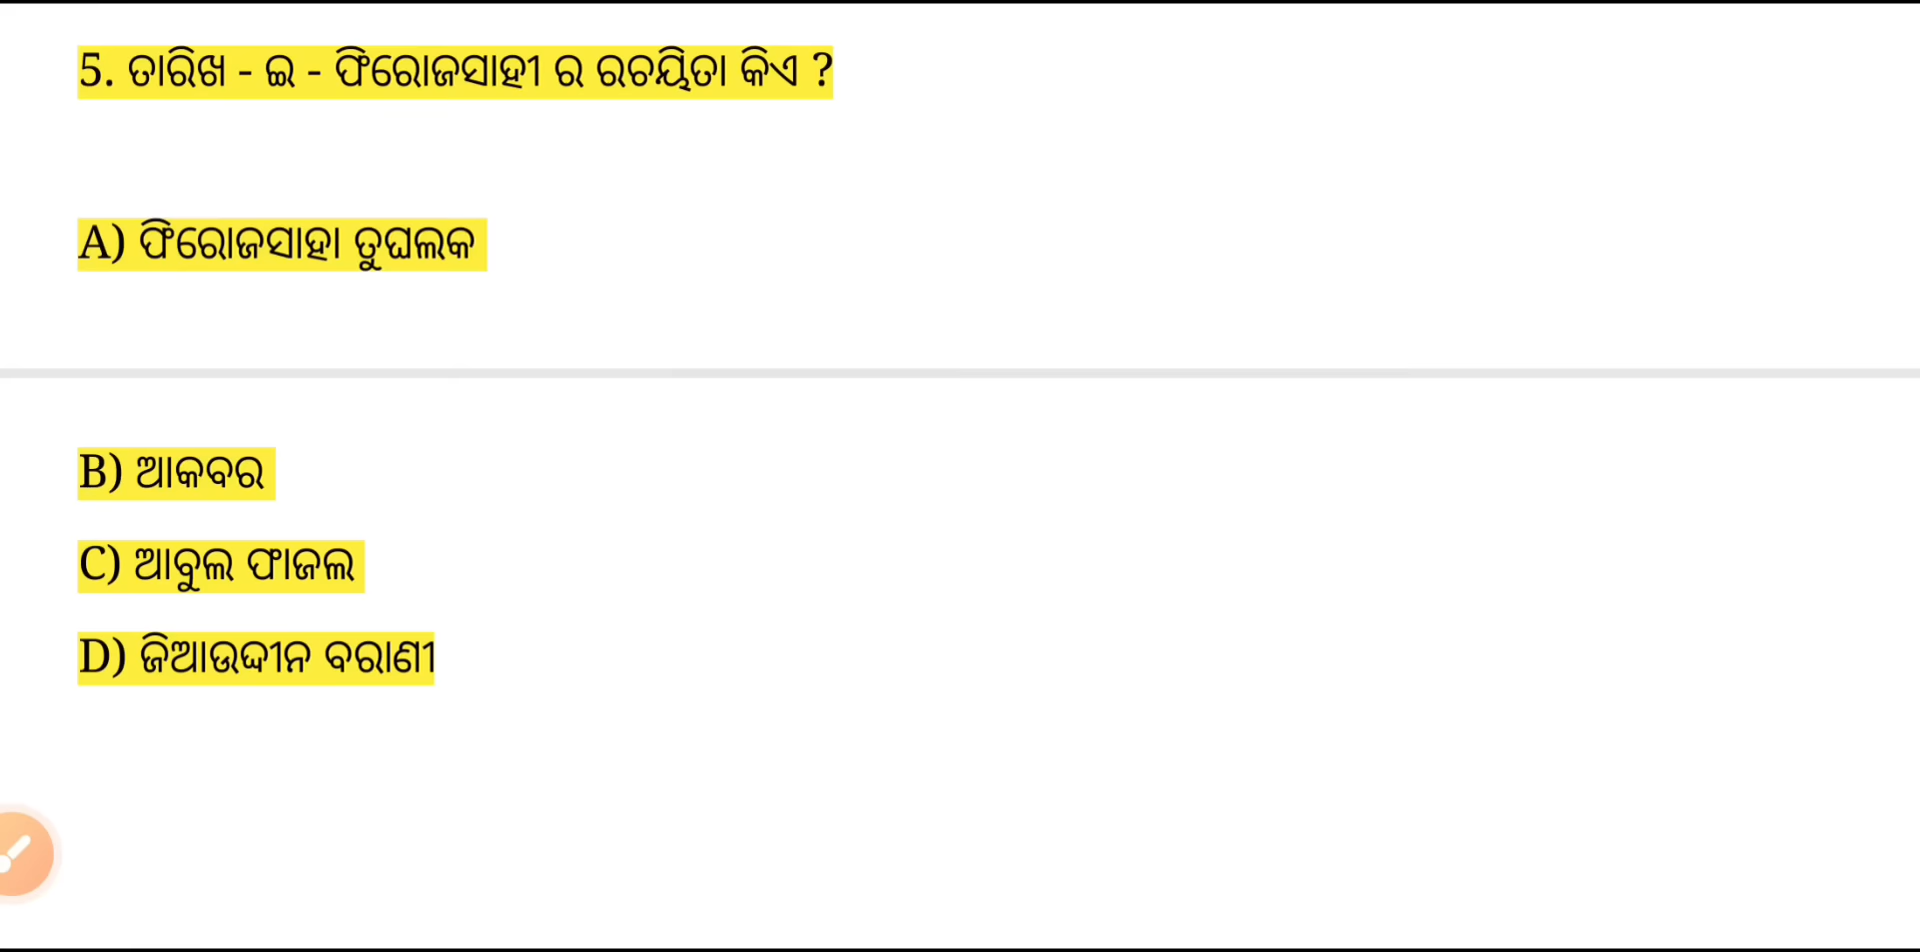 5. ତାରିଖ - ଇ - ଫିରୋଜସାହୀ ର ରଚୟିତା କିଏ ?
A) ଫିରୋଜସାହା ତୁଘଲକ
B) ଆକବର
C) ଆବୁଲ ଫାଜଲ
D) ଜିଆଉଦ୍ଦୀନ ବରାଣୀ